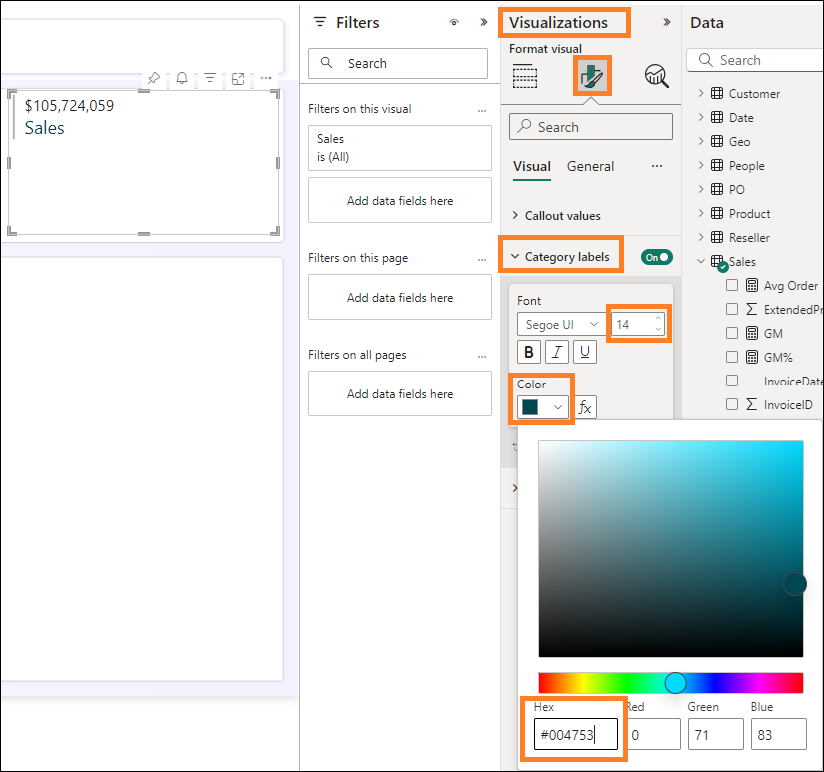 $105,724,059
Sales
Filters
Search
Filters on this visual
...
Sales
is (All)
Add data fields here
Filters on this page
...
Add data fields here
Filters on all pages
...
Add data fields here
Visualizations
Format visual
Search
Visual General ...
Callout values
Category labels On
Font
Segoe UI 14
B I U
Color
fx
Hex Red Green Blue
#004753 0 71 83
Data
Search
Customer
Date
Geo
People
PO
Product
Reseller
Sales
Avg Order
ExtendedPr
GM
GM%
InvoiceDate
InvoiceID